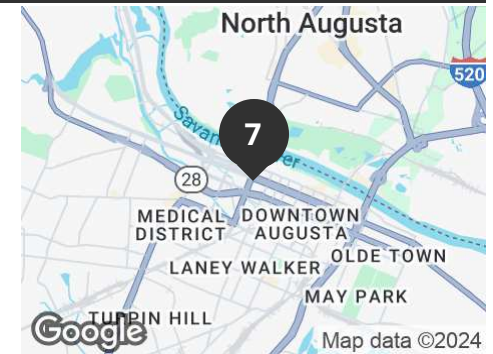 North Augusta
520
Savannah River
7
28
MEDICAL
DISTRICT
DOWNTOWN
AUGUSTA
OLDE TOWN
LANEY WALKER
MAY PARK
TURPIN HILL
Google
Map data ©2024